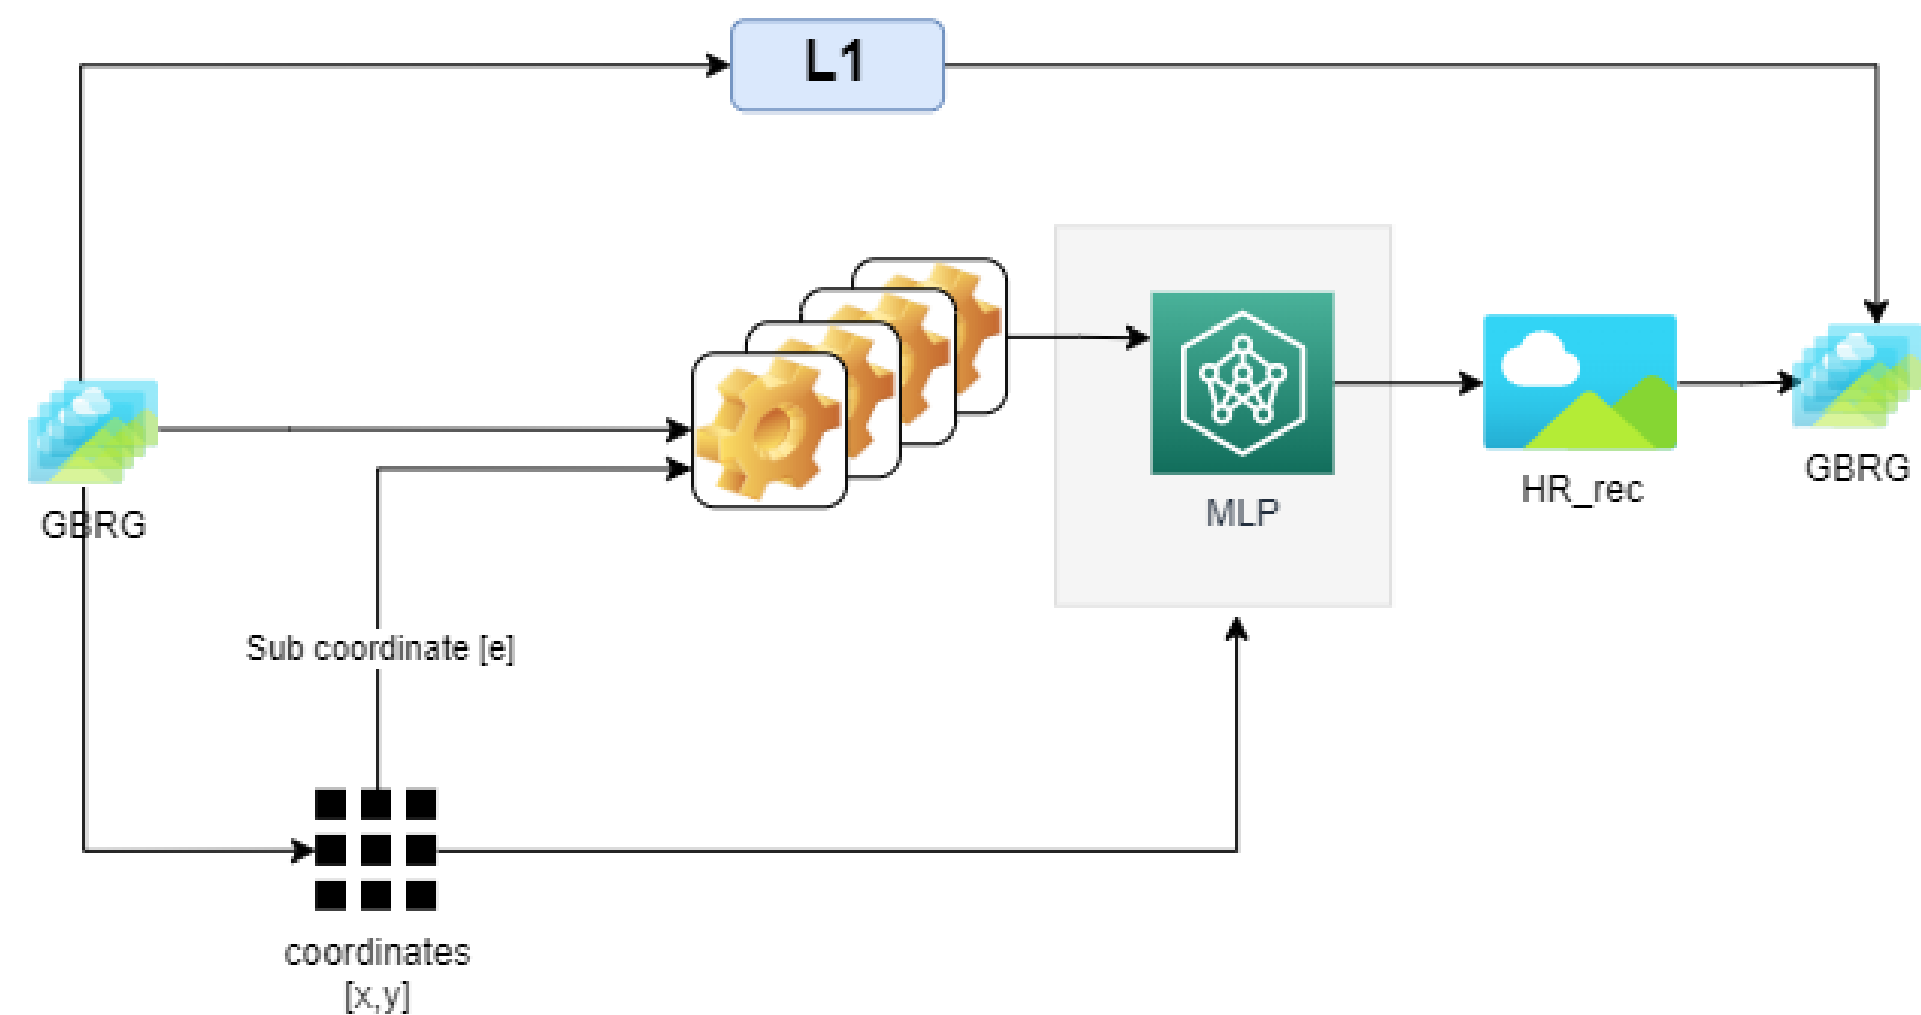 L1
GBRG
Sub coordinate [e]
coordinates
[x,y]
MLP
HR_rec
GBRG